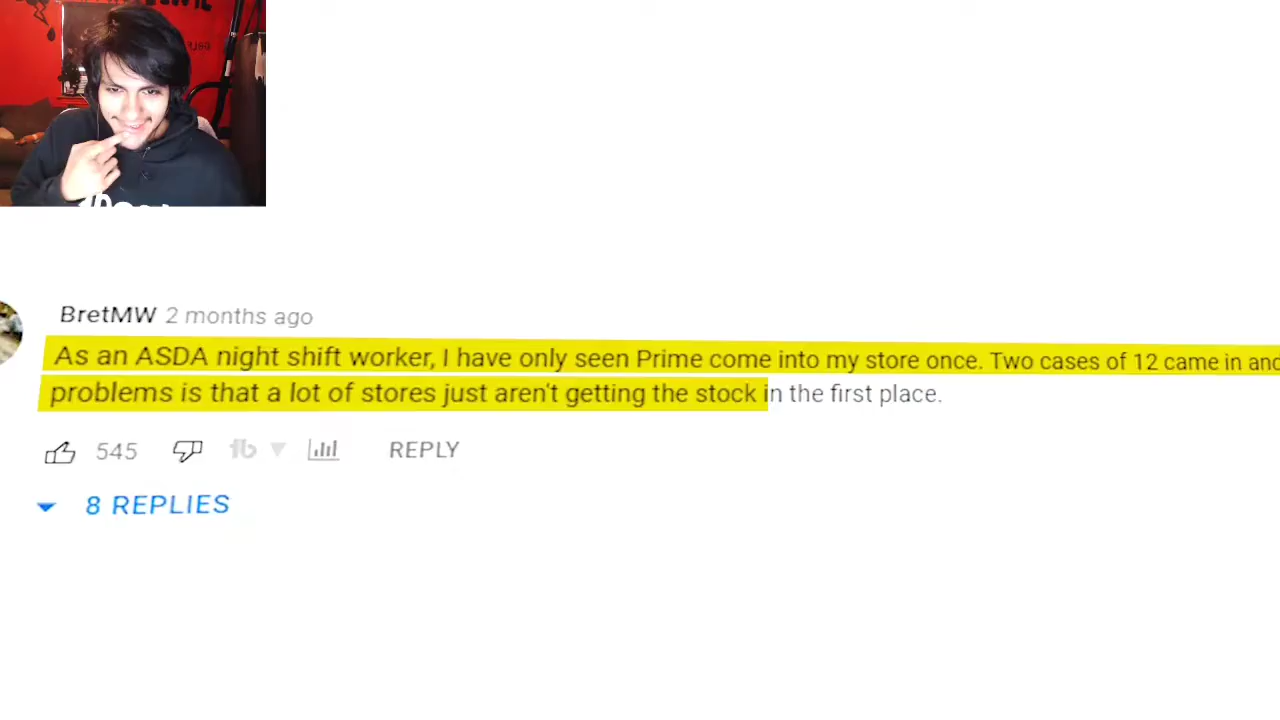 BretMW 2 months ago
As an ASDA night shift worker, I have only seen Prime come into my store once. Two cases of 12 came in and
problems is that a lot of stores just aren't getting the stock in the first place.
545 REPLY
8 REPLIES